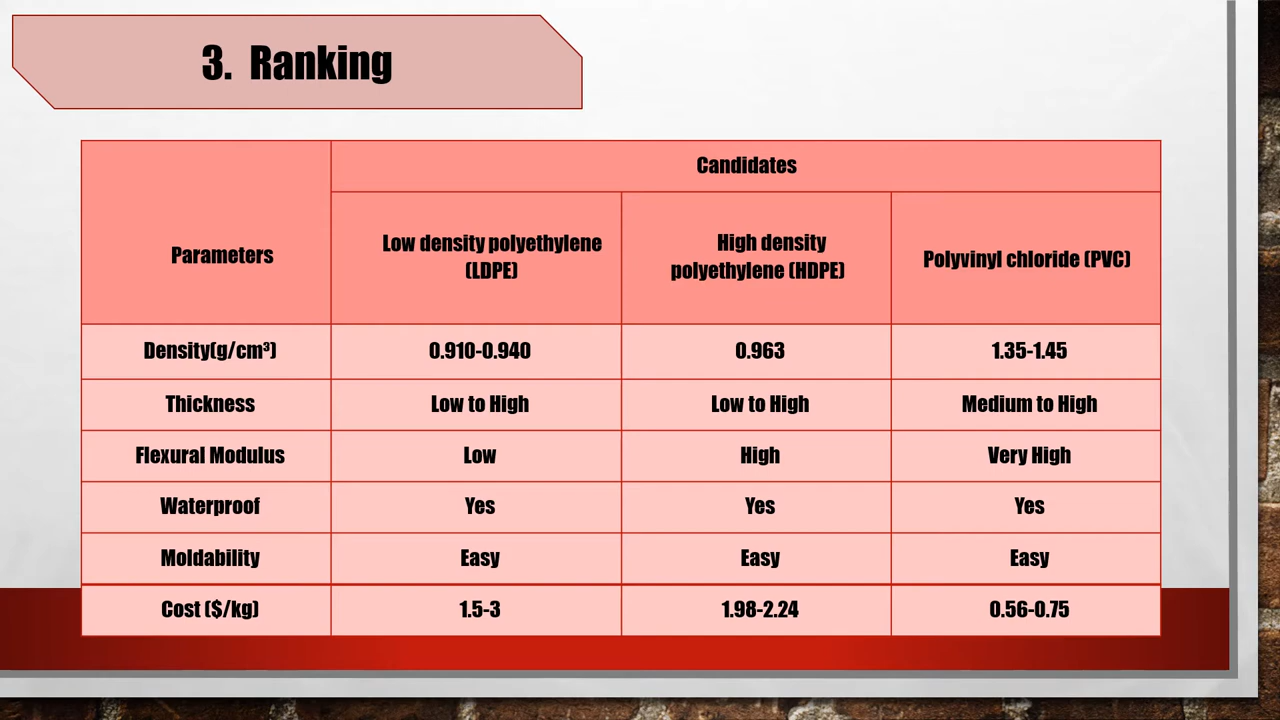 3. Ranking
Candidates
Parameters
Low density polyethylene
(LDPE)
High density
polyethylene (HDPE)
Polyvinyl chloride (PVC)
Density(g/cm³) 0.910-0.940 0.963 1.35-1.45
Thickness Low to High Low to High Medium to High
Flexural Modulus Low High Very High
Waterproof Yes Yes Yes
Moldability Easy Easy Easy
Cost ($/kg) 1.5-3 1.98-2.24 0.56-0.75